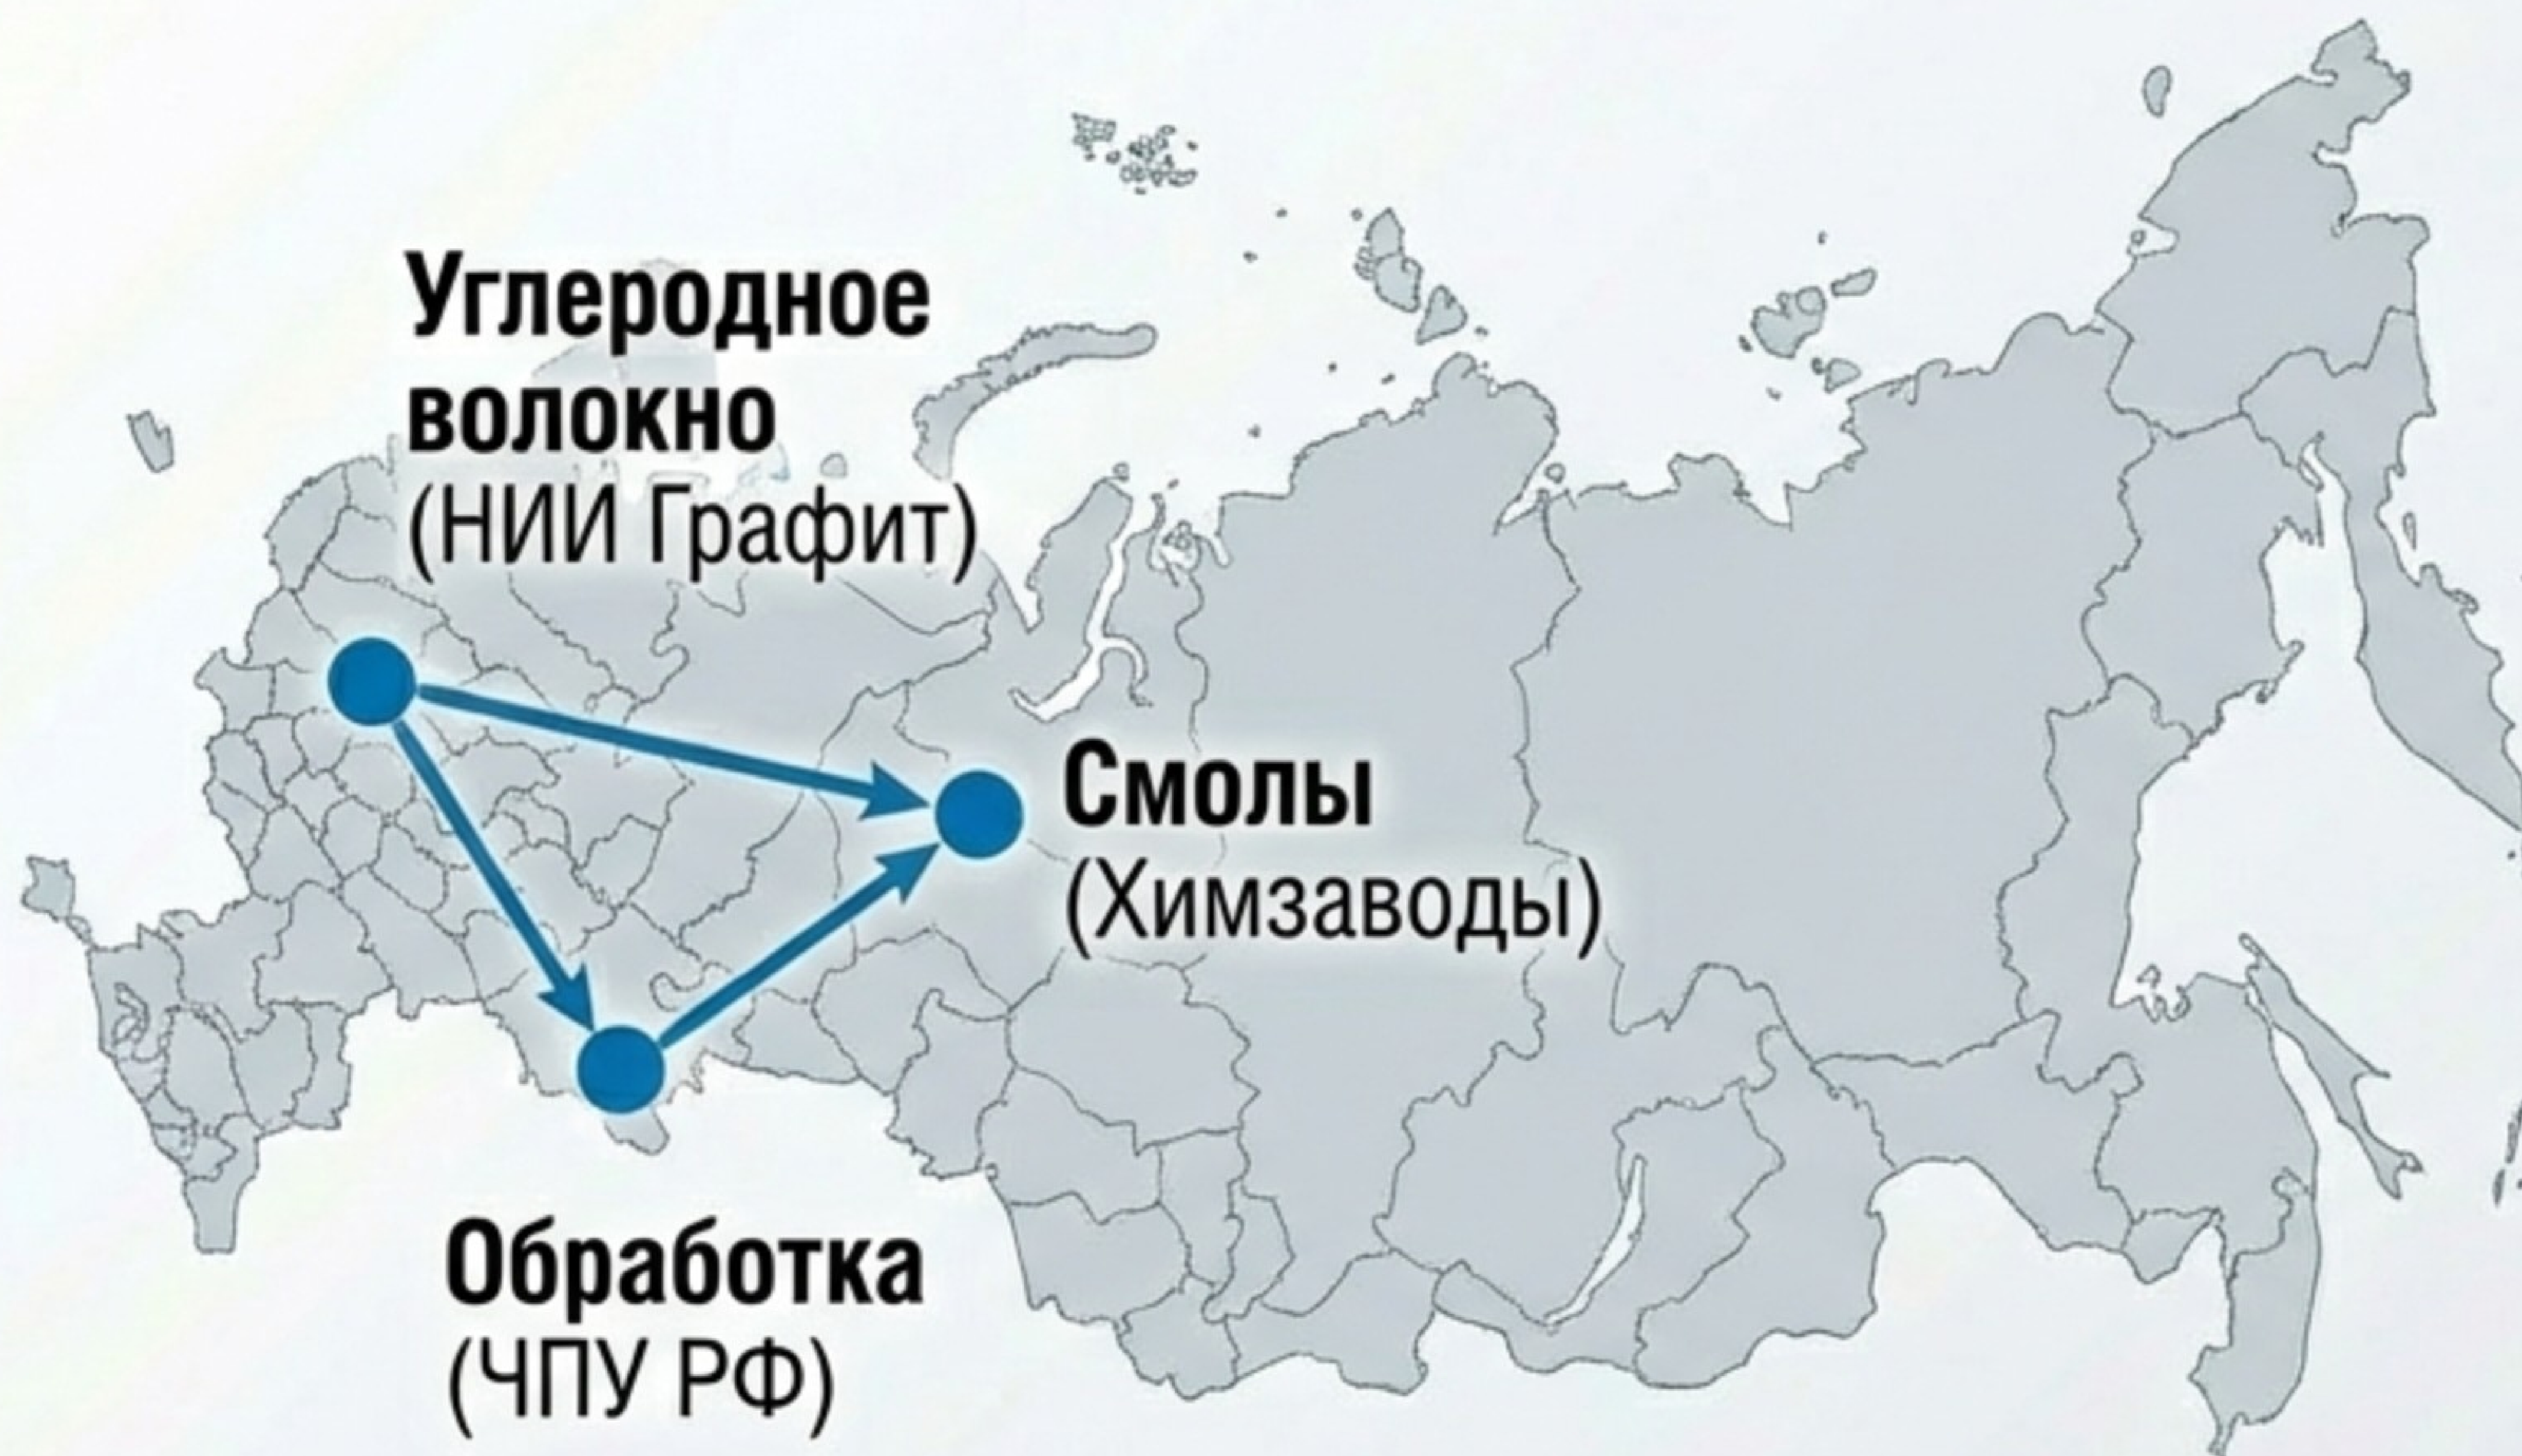 Углеродное
волокно
(НИИ Графит)
Смолы
(Химзаводы)
Обработка
(ЧПУ РФ)